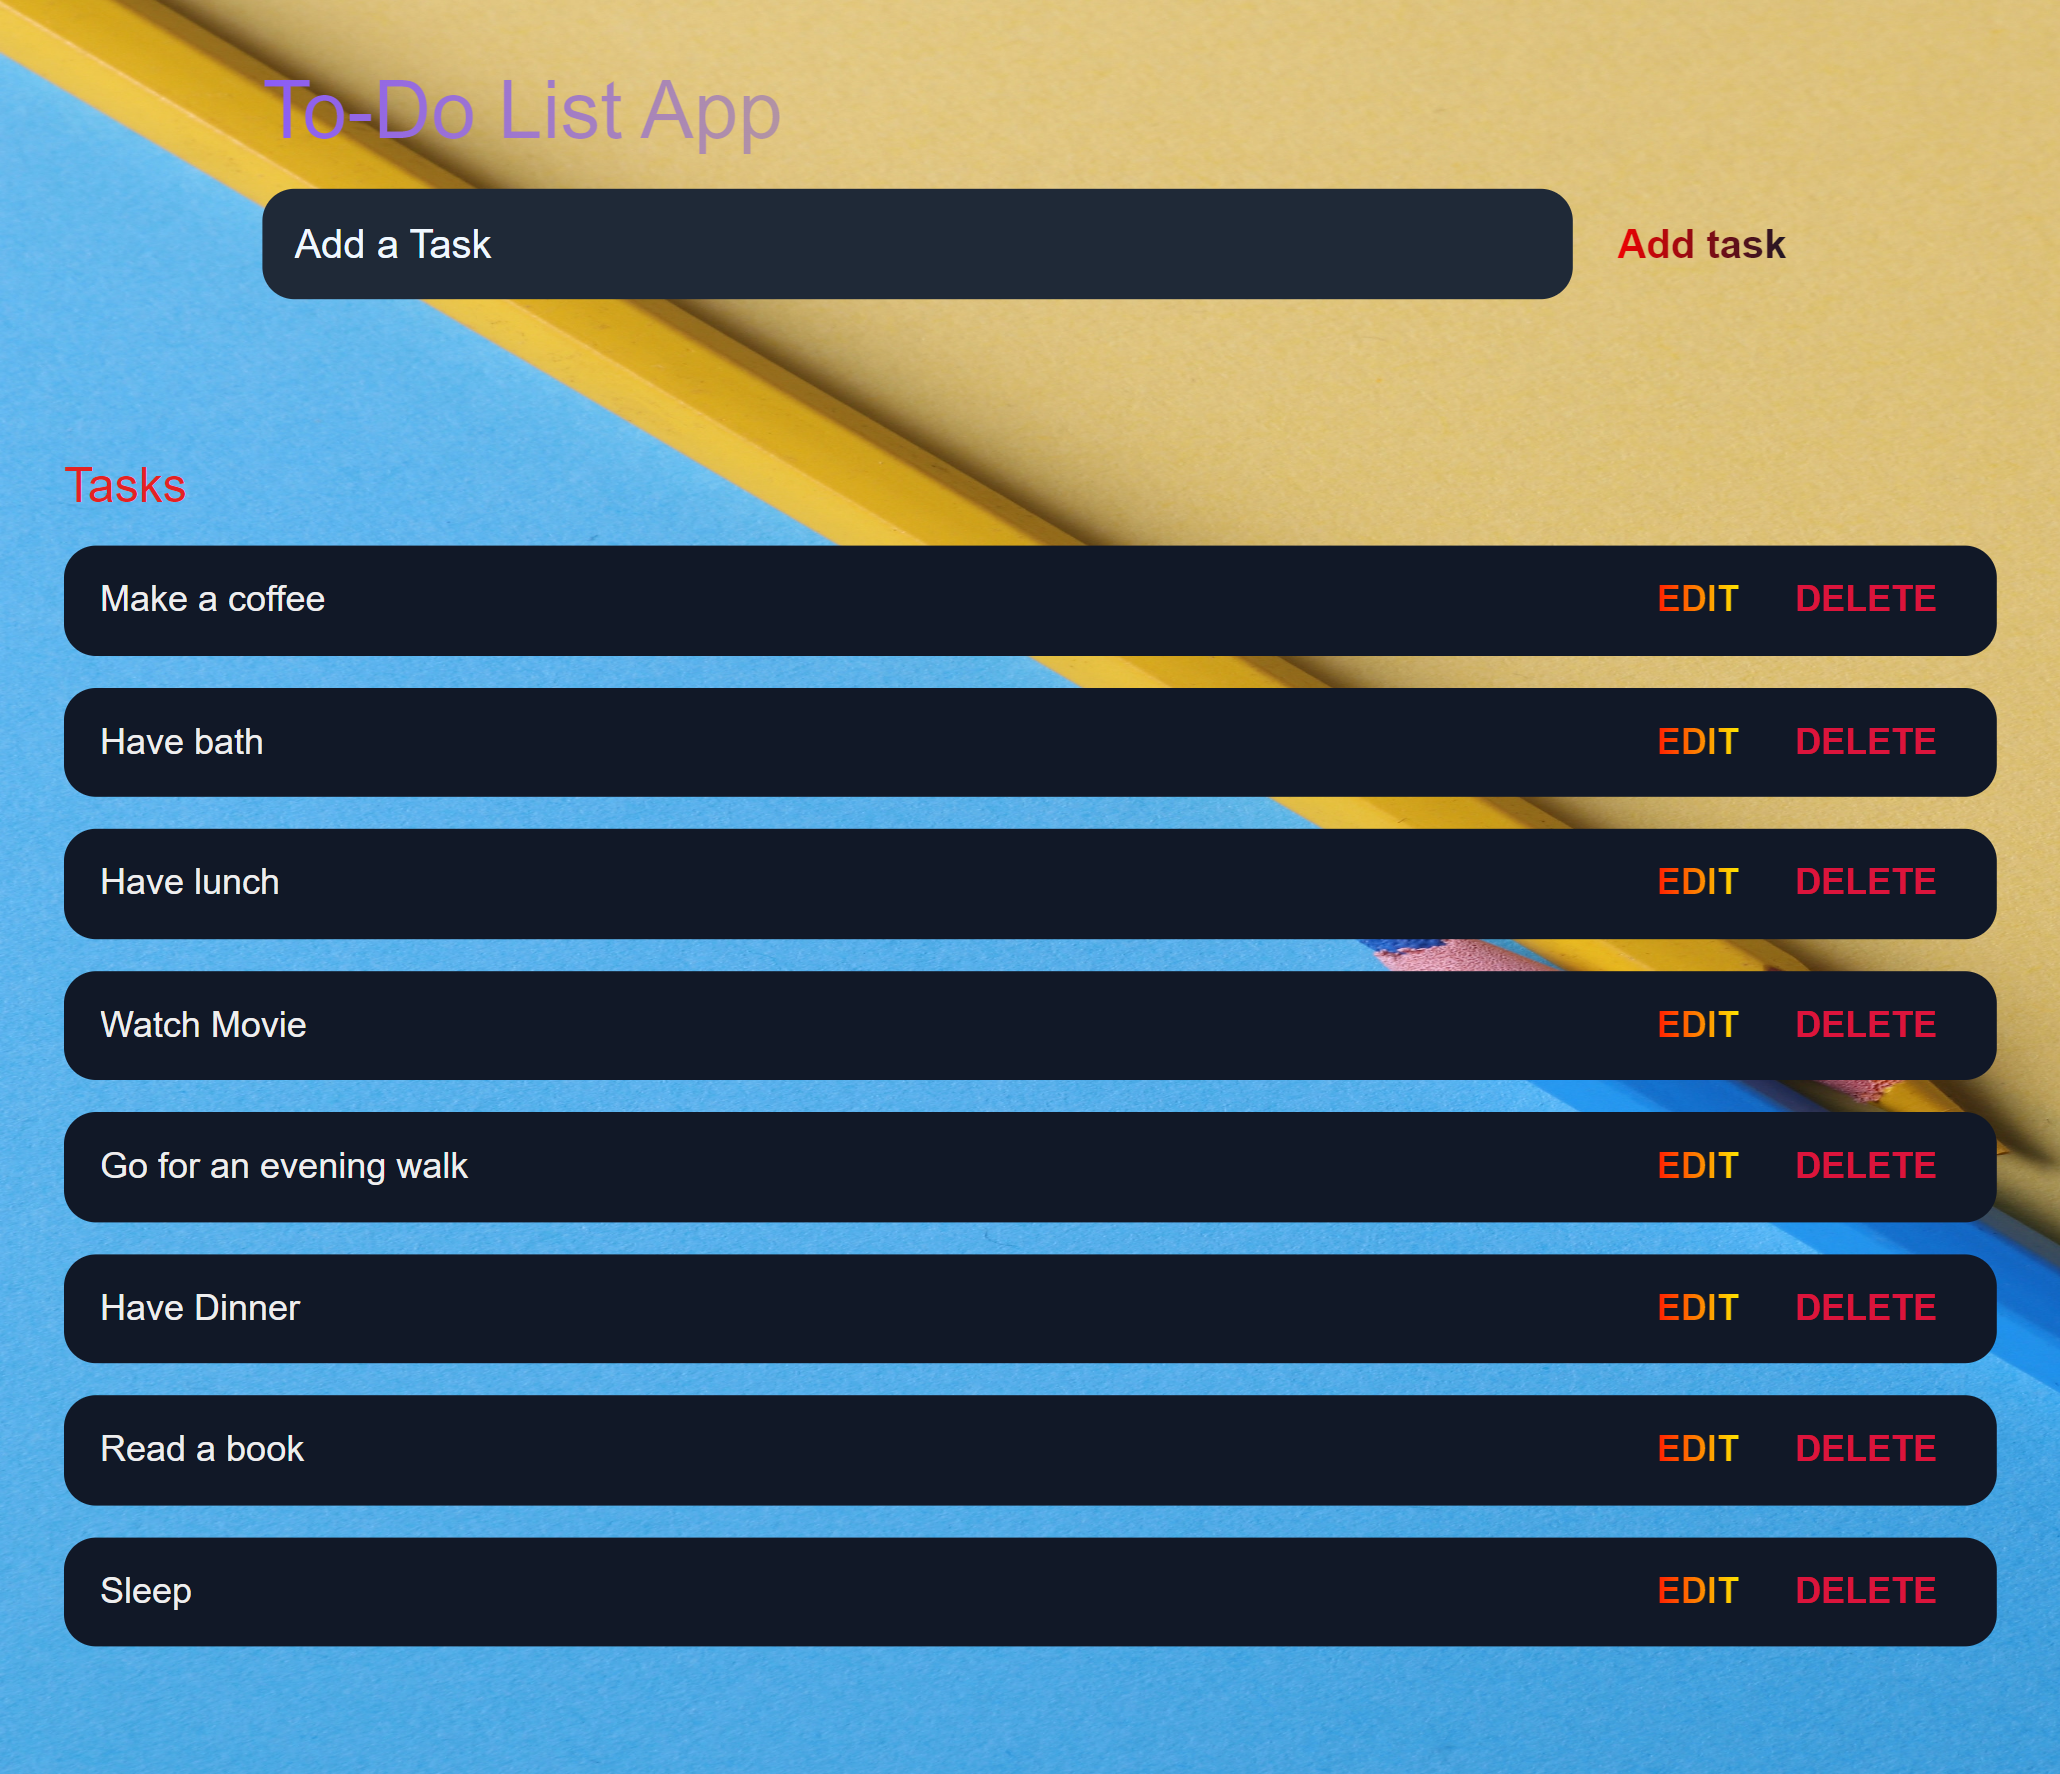 To-Do List App
Add a Task
Add task
Tasks
Make a coffee EDIT DELETE
Have bath EDIT DELETE
Have lunch EDIT DELETE
Watch Movie EDIT DELETE
Go for an evening walk EDIT DELETE
Have Dinner EDIT DELETE
Read a book EDIT DELETE
Sleep EDIT DELETE